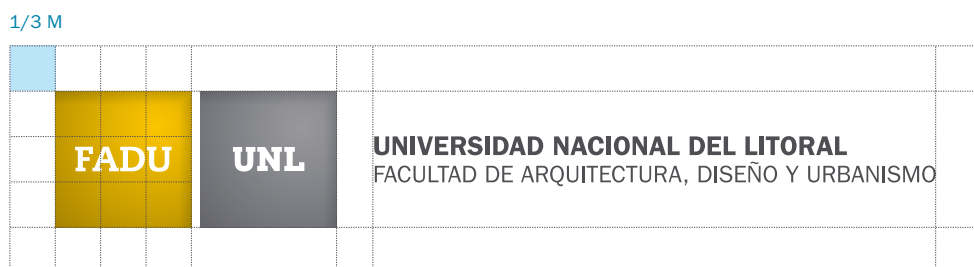 1/3 M
FADU
UNL
UNIVERSIDAD NACIONAL DEL LITORAL
FACULTAD DE ARQUITECTURA, DISEÑO Y URBANISMO